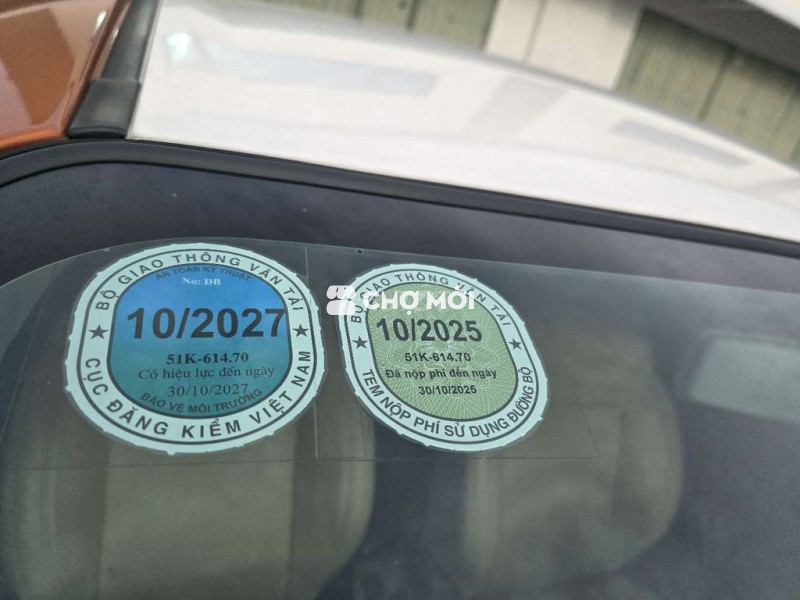 BỘ GIAO THÔNG VẬN TẢI
AN TOÀN KỸ THUẬT
No: DB
10/2027
51K-614.70
Có hiệu lực đến ngày
30/10/2027
BẢO VỆ MÔI TRƯỜNG
CỤC ĐĂNG KIỂM VIỆT NAM
CHỢ MỚI
BỘ GIAO THÔNG VẬN TẢI
10/2025
51K-614.70
Đã nộp phí đến ngày
30/10/2025
TEM NỘP PHÍ SỬ DỤNG ĐƯỜNG BỘ